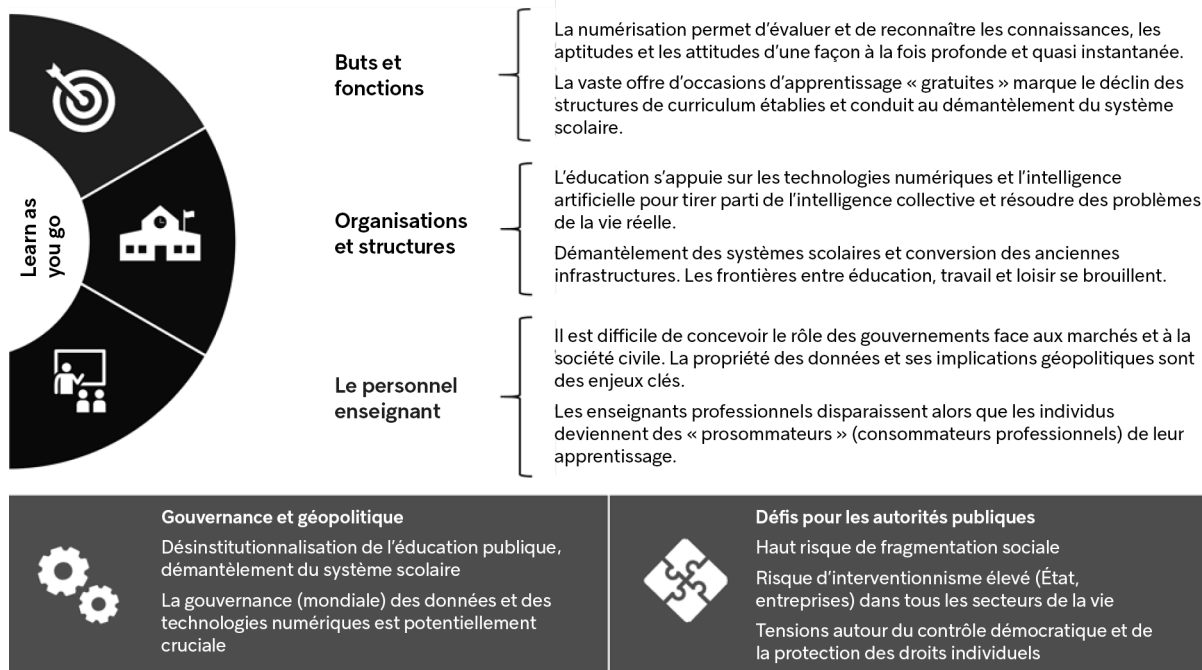 Learn as
you go
Buts et
fonctions
La numérisation permet d’évaluer et de reconnaître les connaissances, les
aptitudes et les attitudes d’une façon à la fois profonde et quasi instantanée.
La vaste offre d’occasions d’apprentissage « gratuites » marque le déclin des
structures de curriculum établies et conduit au démantèlement du système
scolaire.
Organisations
et structures
L’éducation s’appuie sur les technologies numériques et l’intelligence
artificielle pour tirer parti de l’intelligence collective et résoudre des problèmes
de la vie réelle.
Démantèlement des systèmes scolaires et conversion des anciennes
infrastructures. Les frontières entre éducation, travail et loisir se brouillent.
Le personnel
enseignant
Il est difficile de concevoir le rôle des gouvernements face aux marchés et à la
société civile. La propriété des données et ses implications géopolitiques sont
des enjeux clés.
Les enseignants professionnels disparaissent alors que les individus
deviennent des « prosommateurs » (consommateurs professionnels) de leur
apprentissage.
Gouvernance et géopolitique
Désinstitutionnalisation de l’éducation publique,
démantèlement du système scolaire
La gouvernance (mondiale) des données et des
technologies numériques est potentiellement
cruciale
Défis pour les autorités publiques
Haut risque de fragmentation sociale
Risque d’interventionnisme élevé (État,
entreprises) dans tous les secteurs de la vie
Tensions autour du contrôle démocratique et de
la protection des droits individuels